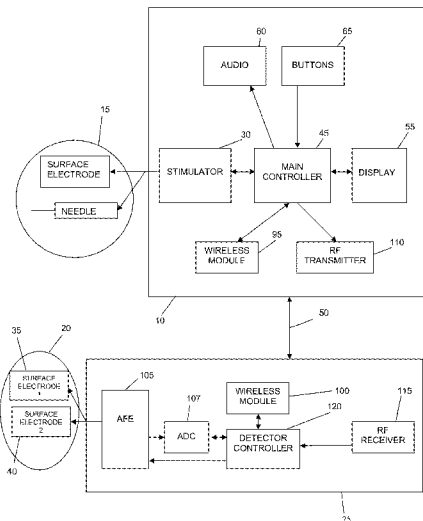 60
65
AUDIO
BUTTONS
15
30
45
55
SURFACE
ELECTRODE
STIMULATOR
MAIN
CONTROLLER
DISPLAY
NEEDLE
WIRELESS
MODULE
95
RF
TRANSMITTER
110
10
50
35
20
105
SURFACE
ELECTRODE
1
SURFACE
ELECTRODE
2
40
AFE
107
ADC
WIRELESS
MODULE
100
120
DETECTOR
CONTROLLER
115
RF
RECEIVER
25